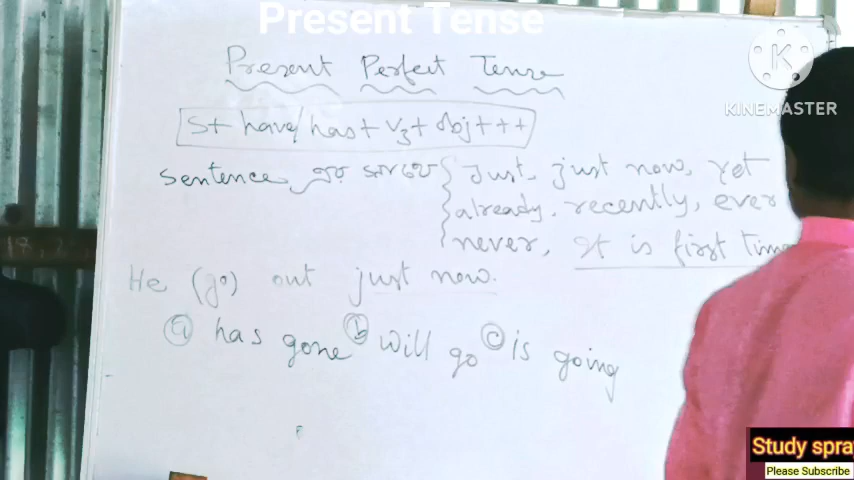 Present Tense
Present Perfect Tense
S+ have/has + V3 + obj + + +
sentence এর মধ্যে { Just, just now, yet
already, recently, ever
never, It is first time
He (go) out just now.
ⓐ has gone ⓑ will go ⓒ is going
KINEMASTER
Study spra
Please Subscribe